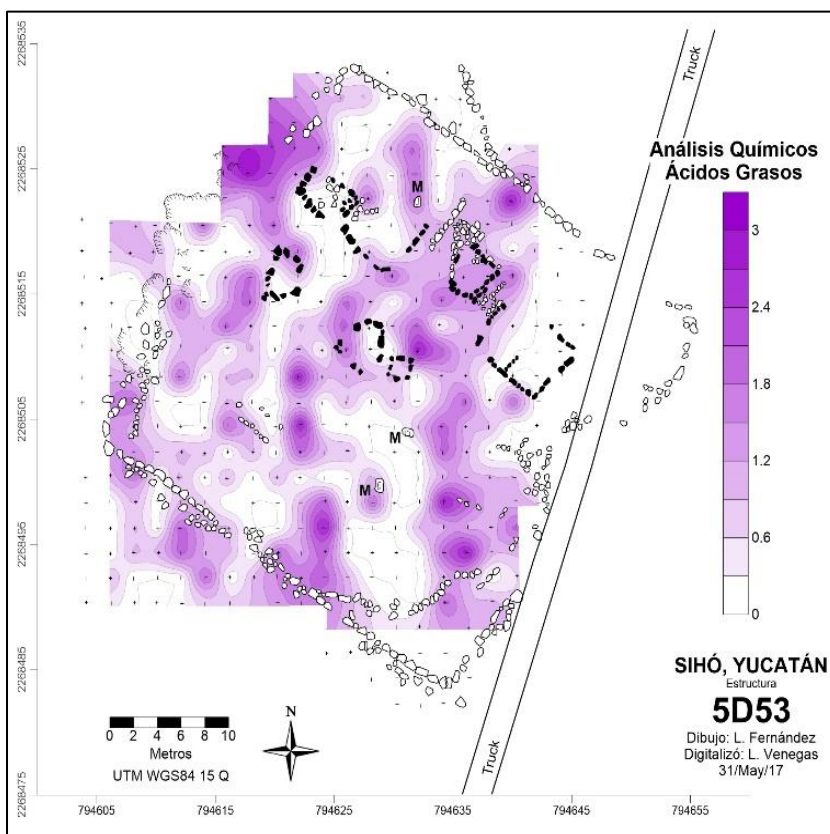 2268535
2268525
2268515
2268505
2268495
2268485
2268475
Truck
M
M
M
Análisis Químicos
Ácidos Grasos
3
2.4
1.8
1.2
0.6
0
SIHÓ, YUCATÁN
Estructura
5D53
Dibujo: L. Fernández
Digitalizó: L. Venegas
31/May/17
N
0 2 4 6 8 10
Metros
UTM WGS84 15 Q
Truck
794605 794615 794625 794635 794645 794655